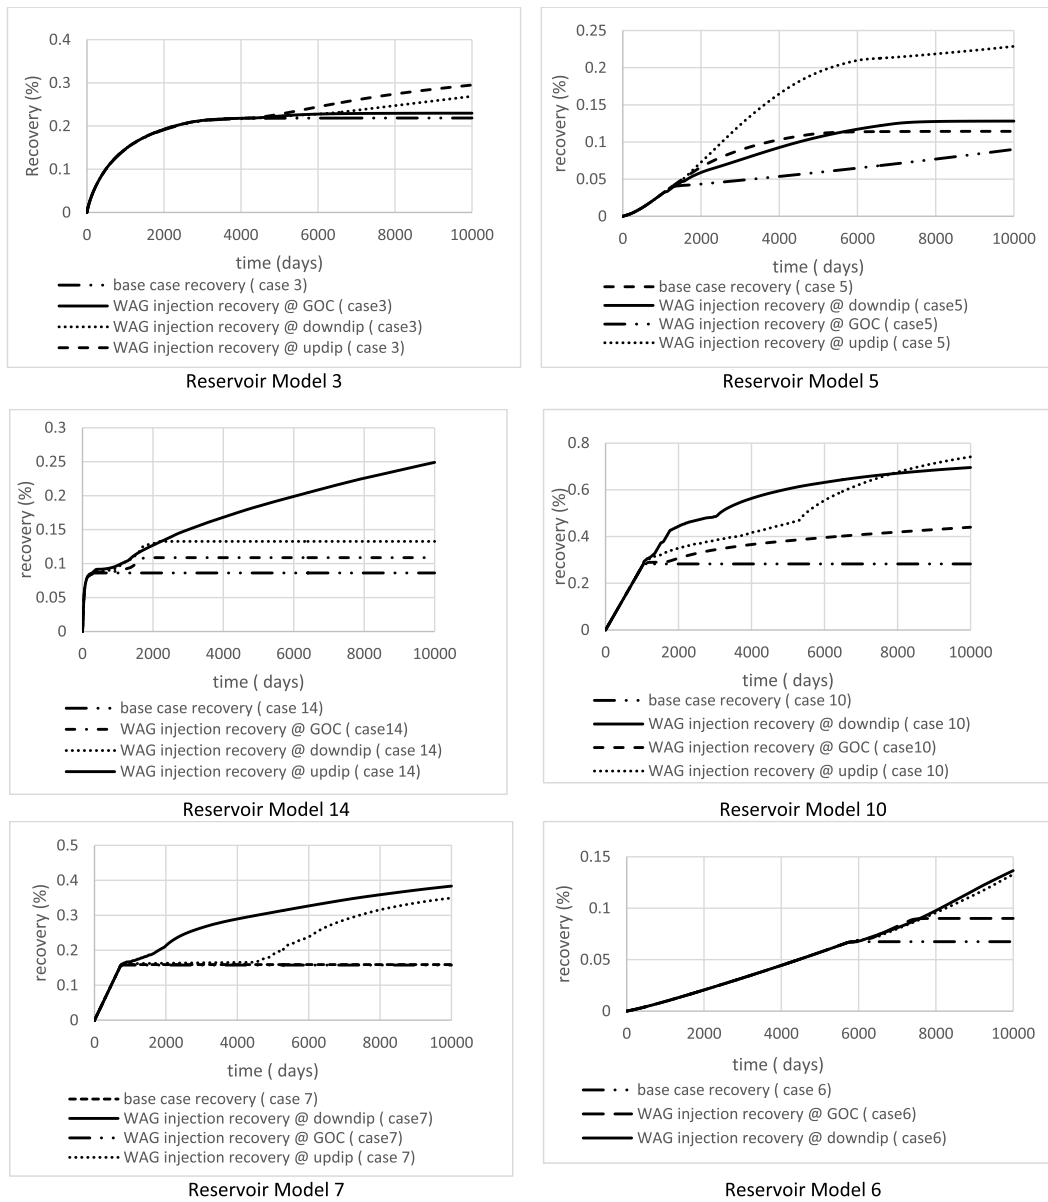 0.4
0.3
0.2
0.1
0
Recovery (%)
0 2000 4000 6000 8000 10000
time (days)
base case recovery ( case 3)
WAG injection recovery @ GOC ( case3)
WAG injection recovery @ downdip ( case3)
WAG injection recovery @ updip ( case 3)
Reservoir Model 3
0.25
0.2
0.15
0.1
0.05
0
recovery (%)
0 2000 4000 6000 8000 10000
time ( days)
base case recovery ( case 5)
WAG injection recovery @ downdip ( case5)
WAG injection recovery @ GOC ( case5)
WAG injection recovery @ updip ( case 5)
Reservoir Model 5
0.3
0.25
0.2
0.15
0.1
0.05
0
recovery (%)
0 2000 4000 6000 8000 10000
time ( days)
base case recovery ( case 14)
WAG injection recovery @ GOC ( case14)
WAG injection recovery @ downdip ( case 14)
WAG injection recovery @ updip ( case 14)
Reservoir Model 14
0.8
0.6
0.4
0.2
0
recovery (%)
0 2000 4000 6000 8000 10000
time ( days)
base case recovery ( case 10)
WAG injection recovery @ downdip ( case 10)
WAG injection recovery @ GOC ( case10)
WAG injection recovery @ updip ( case 10)
Reservoir Model 10
0.5
0.4
0.3
0.2
0.1
0
recovery (%)
0 2000 4000 6000 8000 10000
time ( days)
base case recovery ( case 7)
WAG injection recovery @ downdip ( case7)
WAG injection recovery @ GOC ( case7)
WAG injection recovery @ updip ( case 7)
Reservoir Model 7
0.15
0.1
0.05
0
recovery (%)
0 2000 4000 6000 8000 10000
time ( days)
base case recovery ( case 6)
WAG injection recovery @ GOC ( case6)
WAG injection recovery @ downdip ( case6)
Reservoir Model 6